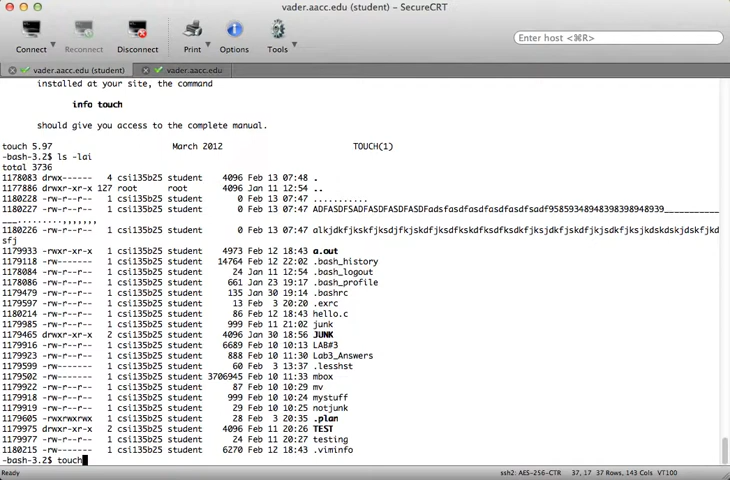 vader.aacc.edu (student) – SecureCRT
Connect
Reconnect
Disconnect
Print
Options
Tools
Enter host <⌘R>
vader.aacc.edu (student)
vader.aacc.edu
installed at your site, the command
info touch
should give you access to the complete manual.
touch 5.97 March 2012 TOUCH(1)
-bash-3.2$ ls -lai
total 3736
1178083 drwx------ 4 csi135b25 student 4096 Feb 13 07:48 .
1177886 drwxr-xr-x 127 root root 4096 Jan 11 12:54 ..
1180228 -rw-r--r-- 1 csi135b25 student 0 Feb 13 07:47 ...........
1180227 -rw-r--r-- 1 csi135b25 student 0 Feb 13 07:47
1180226 -rw-r--r-- 1 csi135b25 student 0 Feb 13 07:47
sfj
1179933 -rwxr-xr-x 1 csi135b25 student 4973 Feb 12 18:43 a.out
1179118 -rw------- 1 csi135b25 student 14764 Feb 12 22:02 .bash_history
1178084 -rw-r--r-- 1 csi135b25 student 24 Jan 11 12:54 .bash_logout
1178086 -rw-r--r-- 1 csi135b25 student 661 Jan 23 19:17 .bash_profile
1179479 -rw-r--r-- 1 csi135b25 student 135 Jan 30 19:14 .bashrc
1179597 -rw-r--r-- 1 csi135b25 student 13 Feb 3 20:20 .exrc
1180214 -rw-r--r-- 1 csi135b25 student 86 Feb 12 18:43 hello.c
1179985 -rw-r--r-- 1 csi135b25 student 999 Feb 11 21:02 junk
1179465 drwxr-xr-x 2 csi135b25 student 4096 Jan 30 18:56 JUNK
1179916 -rw-r--r-- 1 csi135b25 student 6689 Feb 10 10:13 LAB#3
1179923 -rw-r--r-- 1 csi135b25 student 888 Feb 10 11:30 Lab3_Answers
1179599 -rw------- 1 csi135b25 student 60 Feb 3 13:37 .lesshst
1179502 -rw------- 1 csi135b25 student 3706945 Feb 10 11:32 mbox
1179922 -rw-r--r-- 1 csi135b25 student 87 Feb 10 10:29 mv
1179918 -rw-r--r-- 1 csi135b25 student 999 Feb 10 10:24 mystuff
1179919 -rw-r--r-- 1 csi135b25 student 29 Feb 10 10:25 notjunk
1179605 -rwxrwxrwx 1 csi135b25 student 28 Feb 3 20:35 .plan
1179975 drwxr-xr-x 2 csi135b25 student 4096 Feb 11 20:26 TEST
1179977 -rw-r--r-- 1 csi135b25 student 24 Feb 11 20:27 testing
1180215 -rw------- 1 csi135b25 student 6270 Feb 12 18:43 .viminfo
-bash-3.2$ touch
Ready ssh2: AES-256-CTR 37, 17 37 Rows, 143 Cols VT100